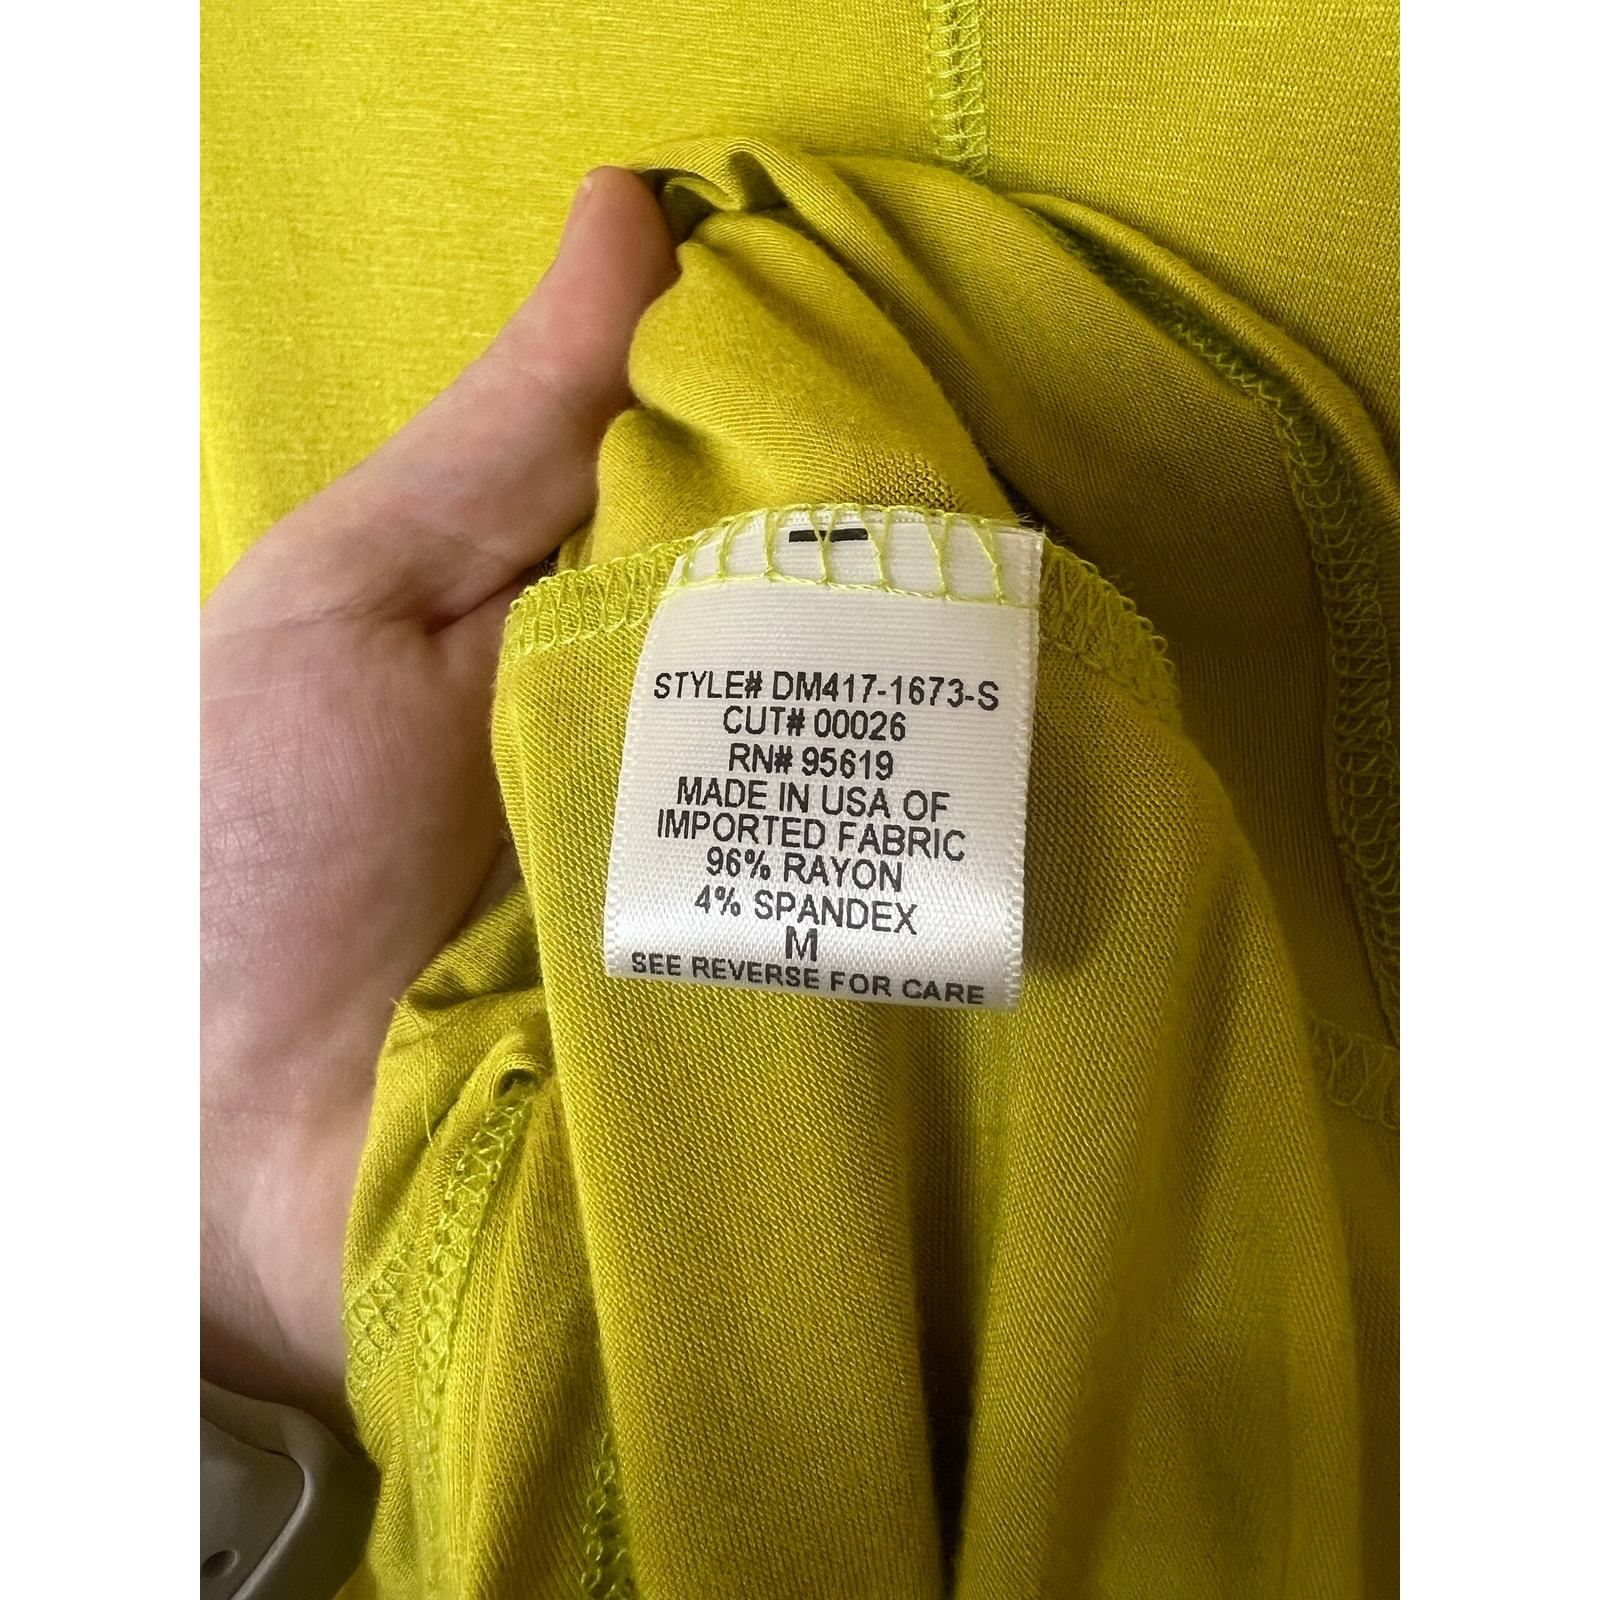 STYLE# DM417-1673-S
CUT# 00026
RN# 95619
MADE IN USA OF
IMPORTED FABRIC
96% RAYON
4% SPANDEX
M
SEE REVERSE FOR CARE